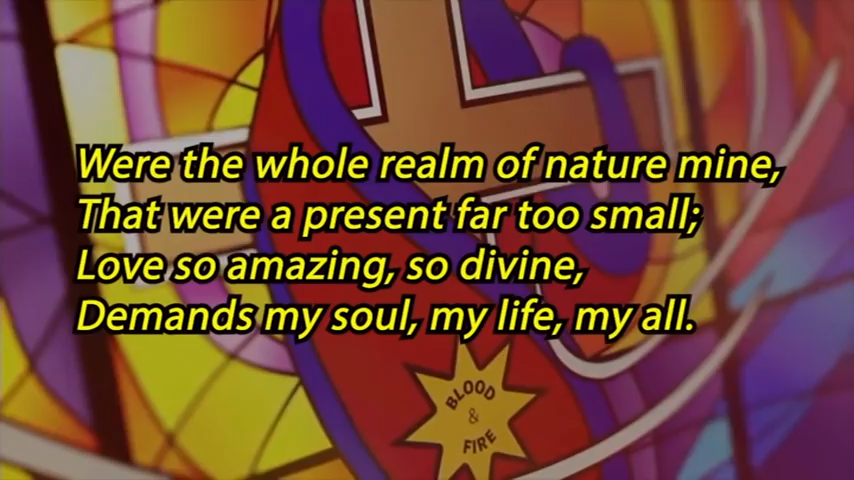 Were the whole realm of nature mine,
That were a present far too small;
Love so amazing, so divine,
Demands my soul, my life, my all.
BLOOD
&
FIRE